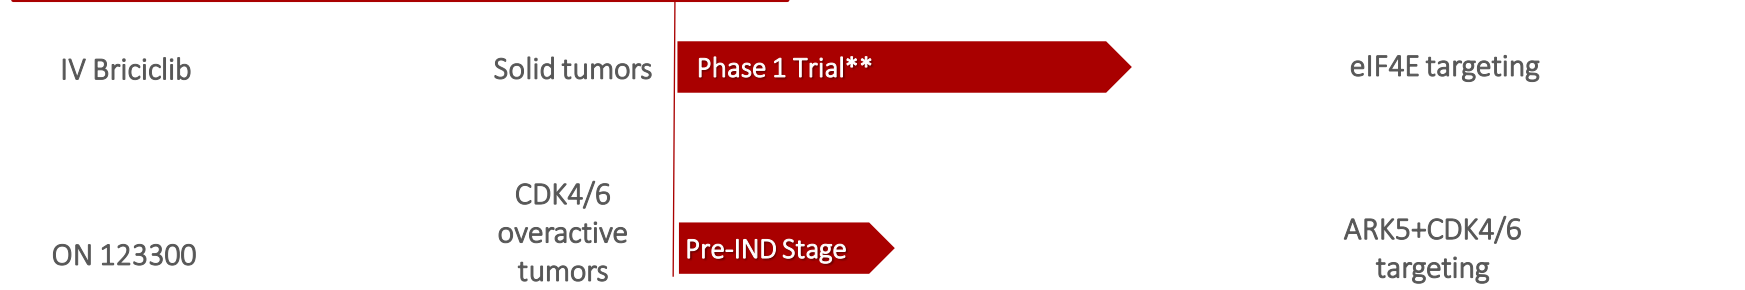 IV Briciclib
Solid tumors
Phase 1 Trial**
eIF4E targeting
ON 123300
CDK4/6
overactive
tumors
Pre-IND Stage
ARK5+CDK4/6
targeting